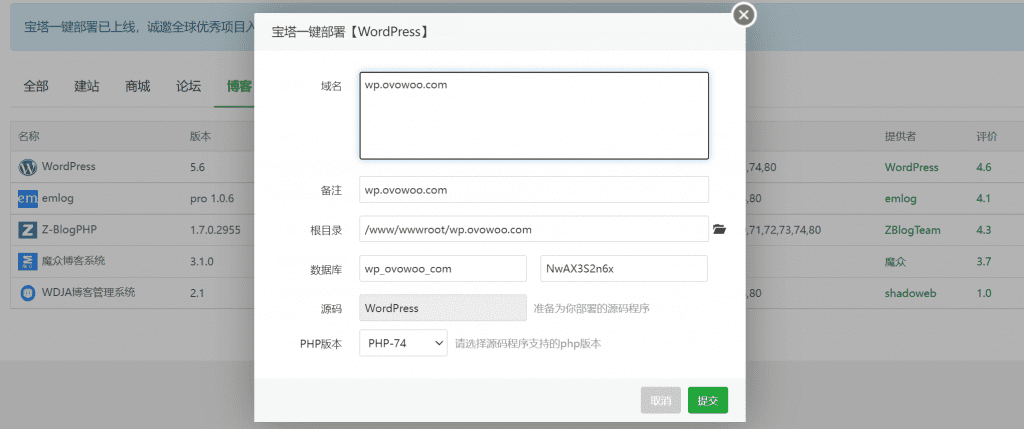 宝塔一键部署已上线，诚邀全球优秀项目入
宝塔一键部署【WordPress】
全部 建站 商城 论坛 博客
域名 wp.ovowoo.com
名称 版本 提供者 评价
WordPress 5.6 ,74,80 WordPress 4.6
备注 wp.ovowoo.com
emlog pro 1.0.6 ,80 emlog 4.1
根目录 /www/wwwroot/wp.ovowoo.com
Z-BlogPHP 1.7.0.2955 ,71,72,73,74,80 ZBlogTeam 4.3
数据库 wp_ovowoo_com NwAX3S2n6x
魔众博客系统 3.1.0 魔众 3.7
WDJA博客管理系统 2.1 ,80 shadoweb 1.0
源码 WordPress 准备为你部署的源码程序
PHP版本 PHP-74 请选择源码程序支持的php版本
取消 提交